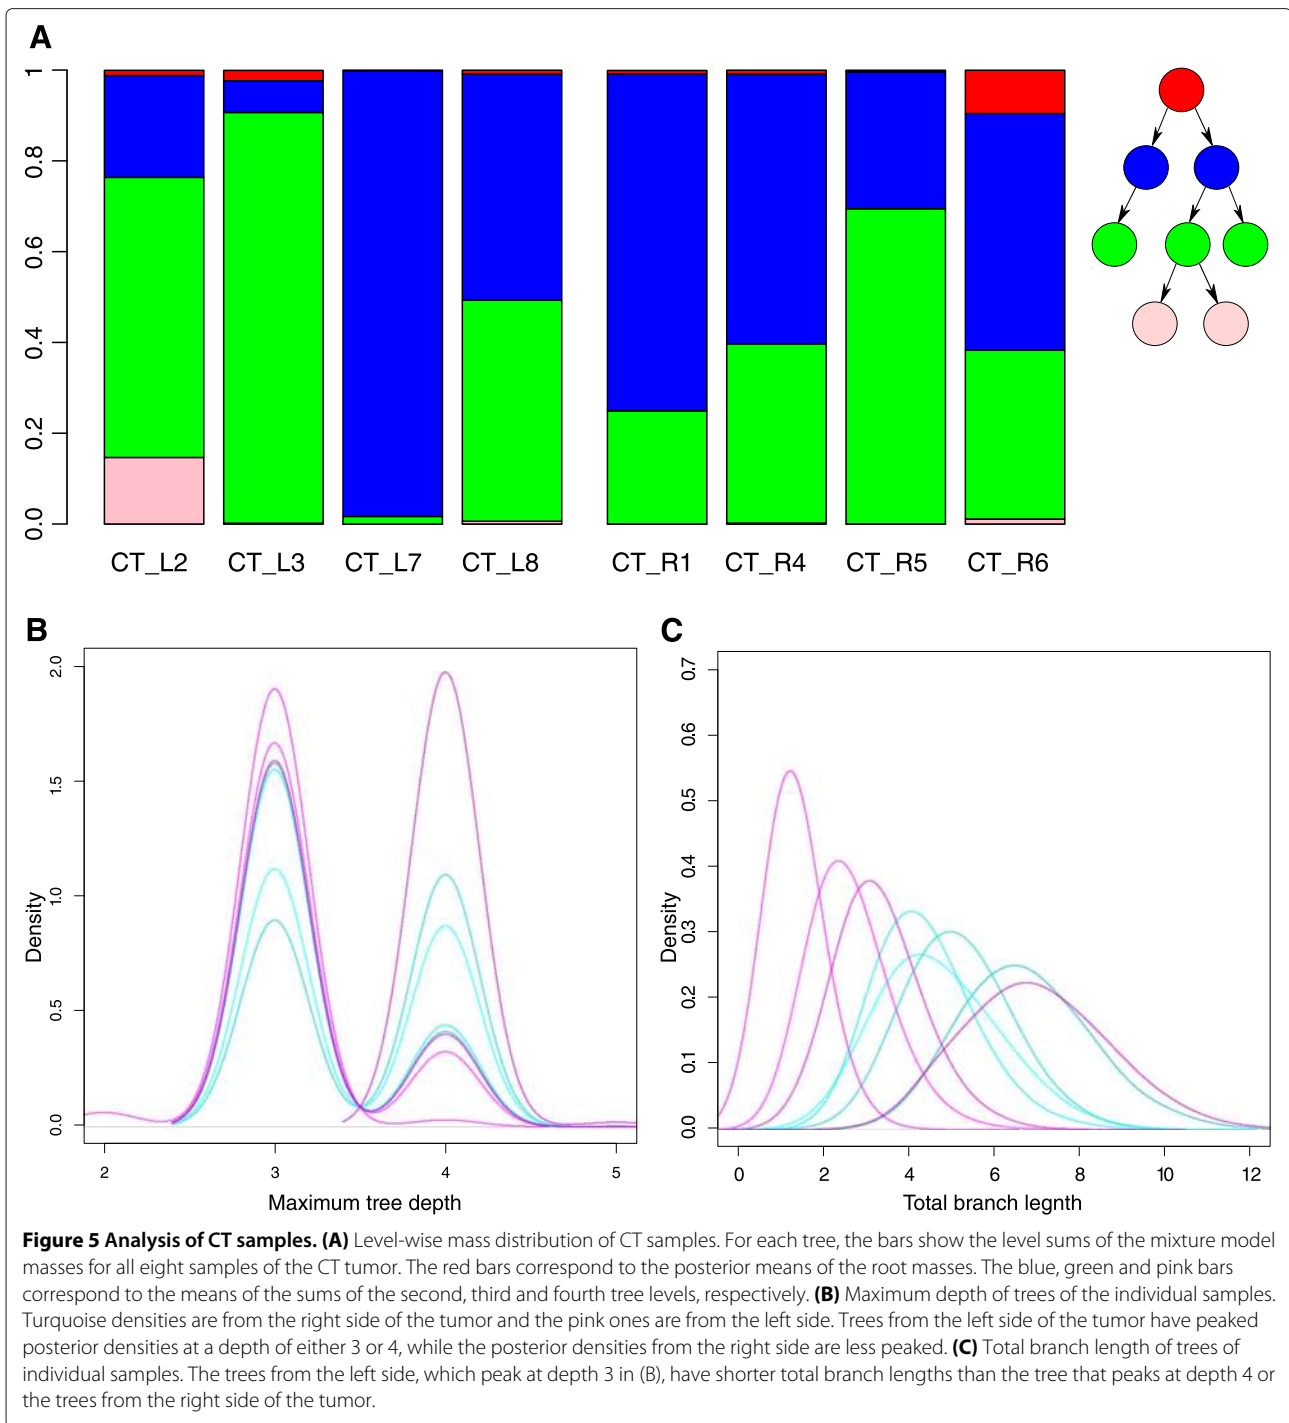 A
0.0 0.2 0.4 0.6 0.8 1
CT_L2 CT_L3 CT_L7 CT_L8 CT_R1 CT_R4 CT_R5 CT_R6
B
Density
0.0 0.5 1.0 1.5 2.0
2 3 4 5
Maximum tree depth
C
Density
0.0 0.1 0.2 0.3 0.4 0.5 0.6 0.7
0 2 4 6 8 10 12
Total branch legnth
Figure 5 Analysis of CT samples. (A) Level-wise mass distribution of CT samples. For each tree, the bars show the level sums of the mixture model
masses for all eight samples of the CT tumor. The red bars correspond to the posterior means of the root masses. The blue, green and pink bars
correspond to the means of the sums of the second, third and fourth tree levels, respectively. (B) Maximum depth of trees of the individual samples.
Turquoise densities are from the right side of the tumor and the pink ones are from the left side. Trees from the left side of the tumor have peaked
posterior densities at a depth of either 3 or 4, while the posterior densities from the right side are less peaked. (C) Total branch length of trees of
individual samples. The trees from the left side, which peak at depth 3 in (B), have shorter total branch lengths than the tree that peaks at depth 4 or
the trees from the right side of the tumor.